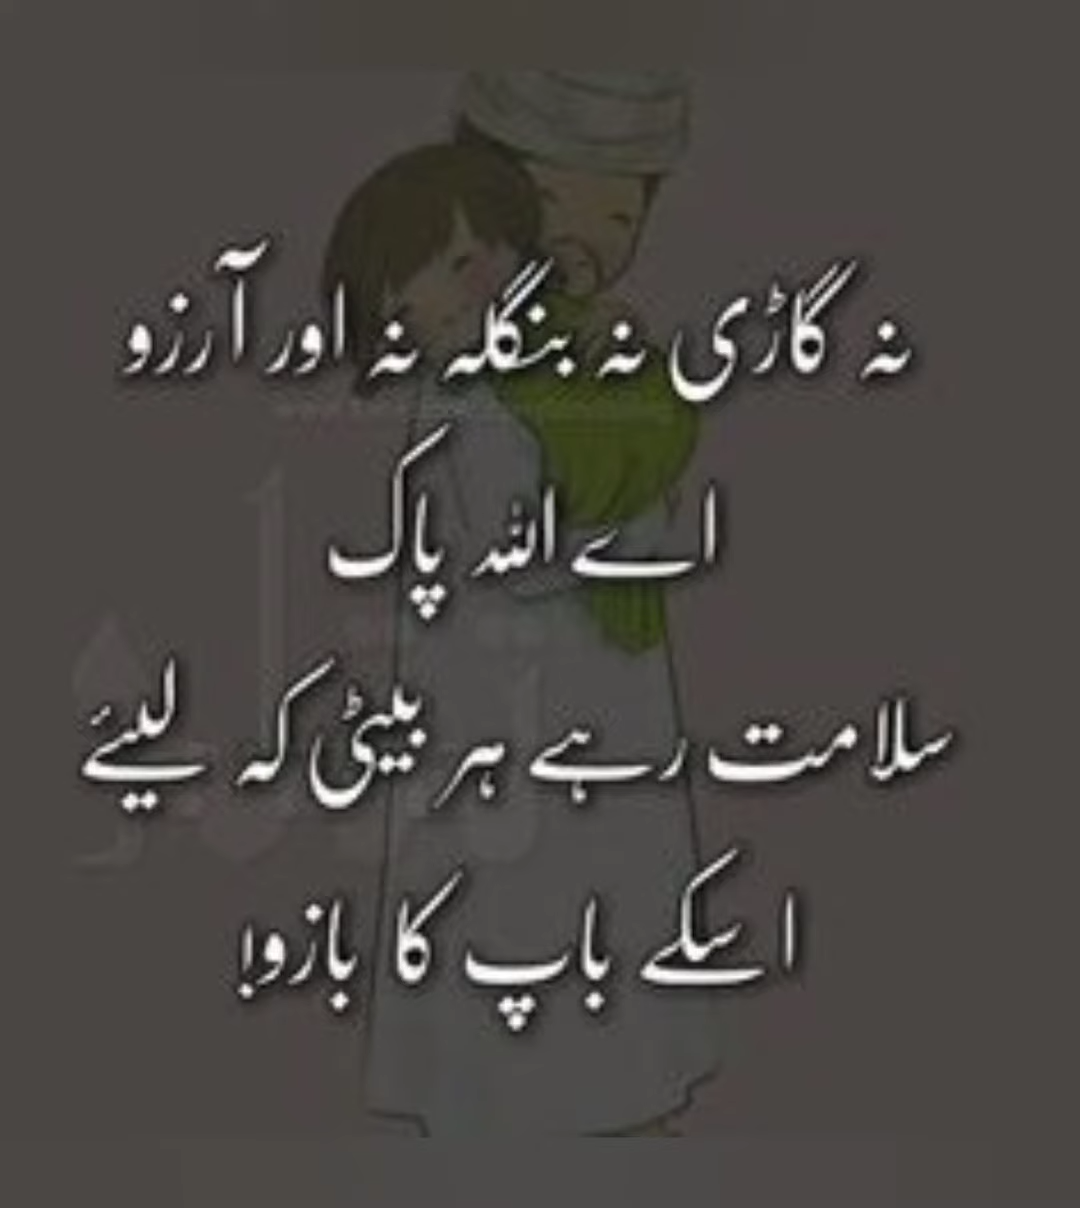 نہ گاڑی نہ بنگلہ نہ اور آرزو
اے اللہ پاک
سلامت رہے ہر بیٹی کہ لیئے
اسکے باپ کا بازو!